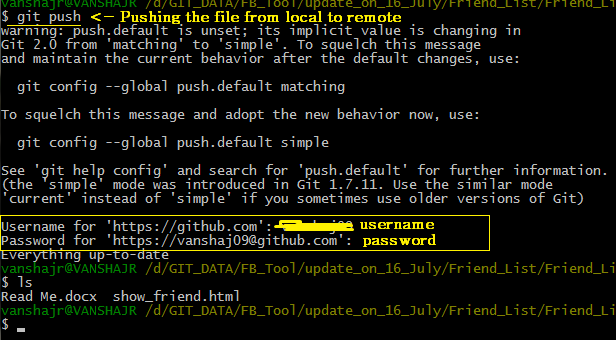 vanshajr@VANSHAJR /d/GIT_DATA/FB_Tool/update_on_16_July/Friend_List/Friend_Li
$ git push <- Pushing the file from local to remote
warning: push.default is unset; its implicit value is changing in
Git 2.0 from 'matching' to 'simple'. To squelch this message
and maintain the current behavior after the default changes, use:
git config --global push.default matching
To squelch this message and adopt the new behavior now, use:
git config --global push.default simple
See 'git help config' and search for 'push.default' for further information.
(the 'simple' mode was introduced in Git 1.7.11. Use the similar mode
'current' instead of 'simple' if you sometimes use older versions of Git)
Username for 'https://github.com': username
Password for 'https://vanshaj09@github.com': password
Everything up-to-date
vanshajr@VANSHAJR /d/GIT_DATA/FB_Tool/update_on_16_July/Friend_List/Friend_Li
$ ls
Read Me.docx show_friend.html
vanshajr@VANSHAJR /d/GIT_DATA/FB_Tool/update_on_16_July/Friend_List/Friend_Li
$